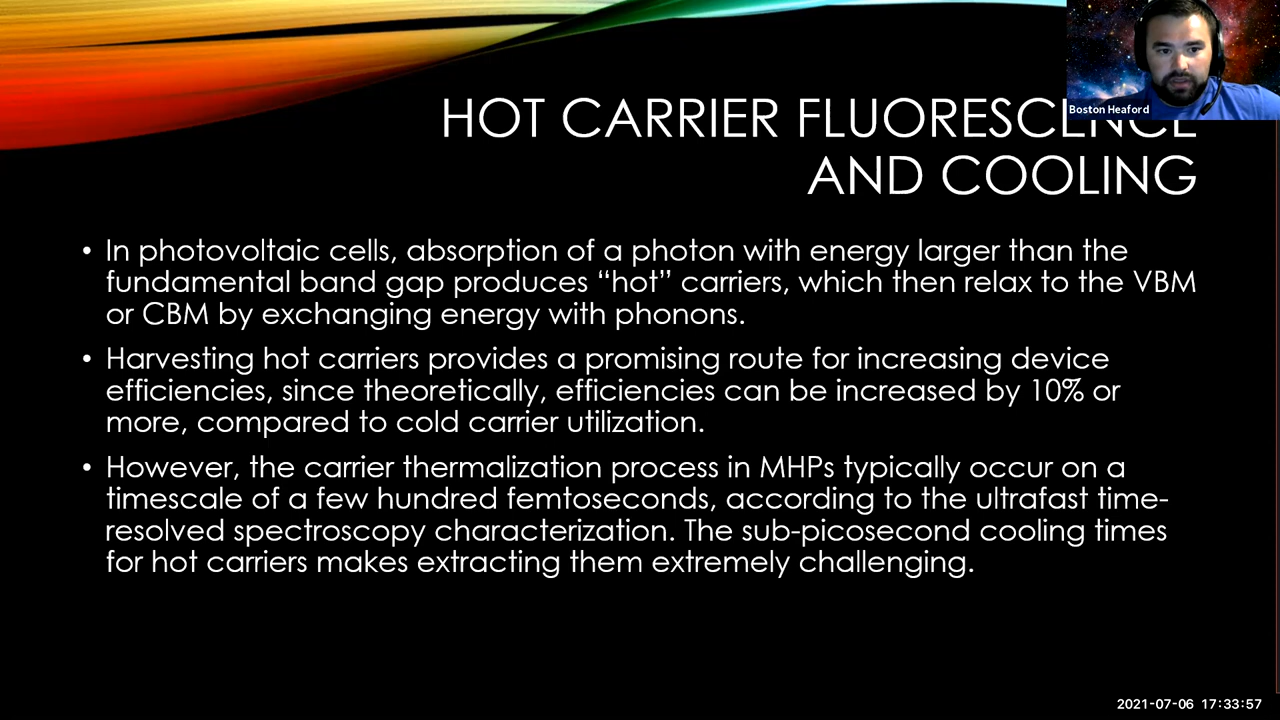 Boston Heaford
HOT CARRIER FLUORESCENCE
AND COOLING
• In photovoltaic cells, absorption of a photon with energy larger than the
fundamental band gap produces “hot” carriers, which then relax to the VBM
or CBM by exchanging energy with phonons.
• Harvesting hot carriers provides a promising route for increasing device
efficiencies, since theoretically, efficiencies can be increased by 10% or
more, compared to cold carrier utilization.
• However, the carrier thermalization process in MHPs typically occur on a
timescale of a few hundred femtoseconds, according to the ultrafast time-
resolved spectroscopy characterization. The sub-picosecond cooling times
for hot carriers makes extracting them extremely challenging.
2021-07-06 17:33:57